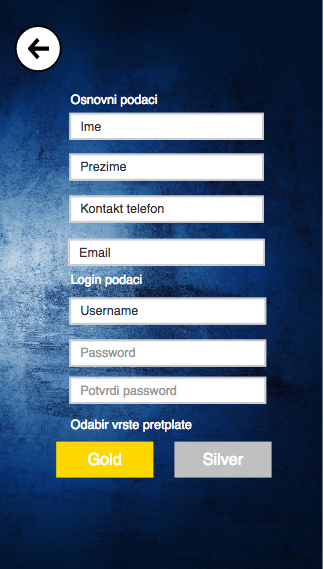 Osnovni podaci
Ime
Prezime
Kontakt telefon
Email
Login podaci
Username
Password
Potvrdi password
Odabir vrste pretplate
Gold
Silver